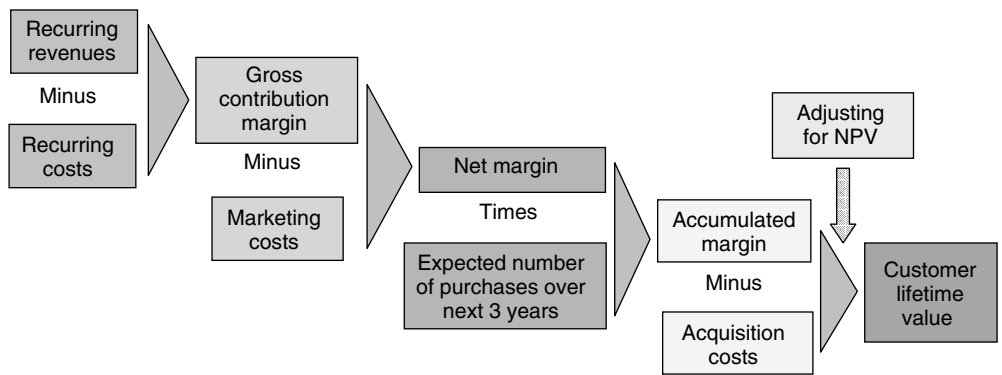 Recurring
revenues
Minus
Recurring
costs
Gross
contribution
margin
Minus
Marketing
costs
Net margin
Times
Expected number
of purchases over
next 3 years
Accumulated
margin
Minus
Acquisition
costs
Adjusting
for NPV
Customer
lifetime
value